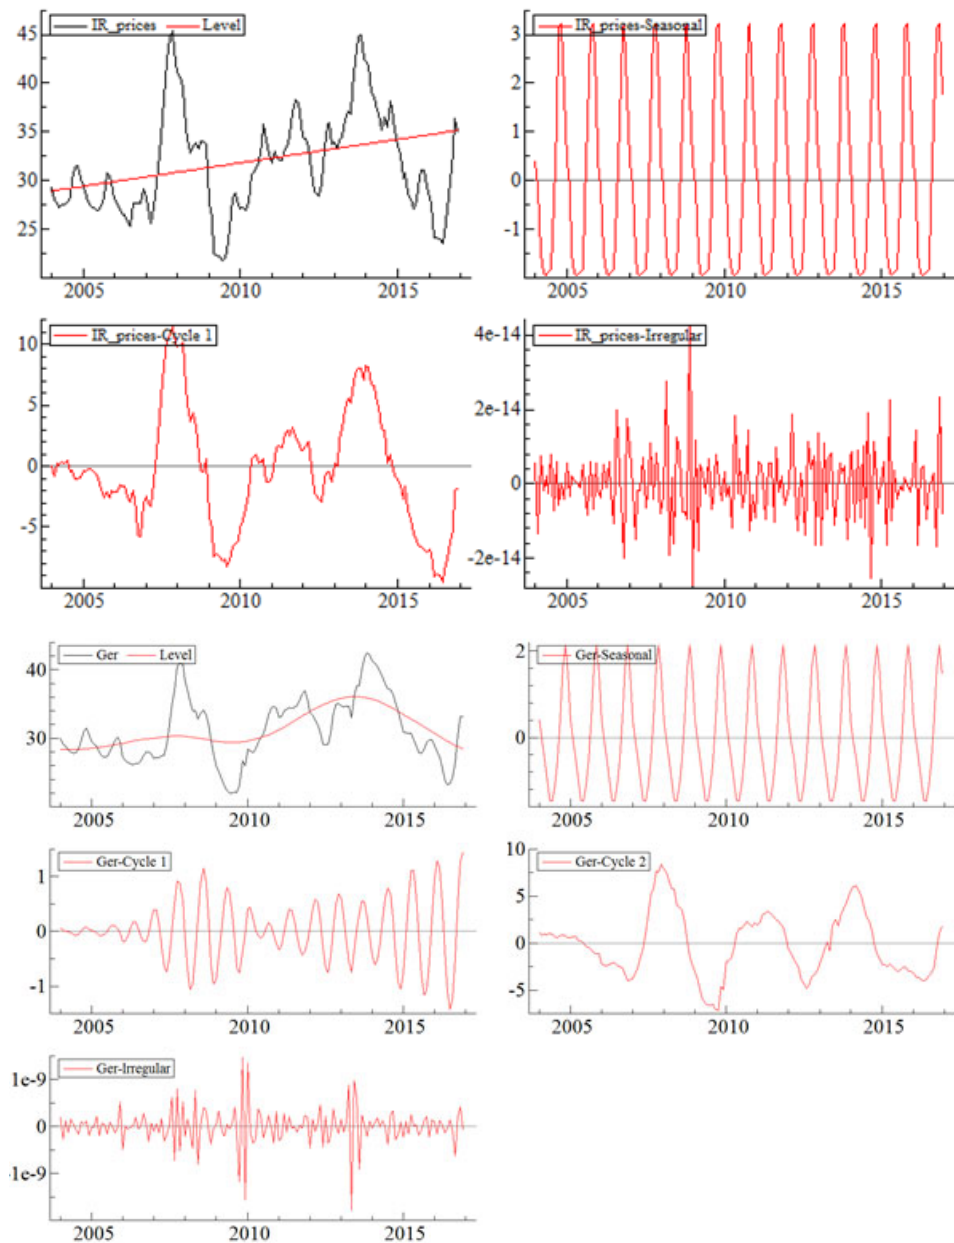 IR_prices Level
45
40
35
30
25
2005 2010 2015
IR_prices-Seasonal
3
2
1
0
-1
2005 2010 2015
IR_prices-Cycle 1
10
5
0
-5
2005 2010 2015
IR_prices-Irregular
4e-14
2e-14
0
-2e-14
2005 2010 2015
Ger Level
40
30
2005 2010 2015
Ger-Seasonal
2
0
2005 2010 2015
Ger-Cycle 1
1
0
-1
2005 2010 2015
Ger-Cycle 2
10
5
0
-5
2005 2010 2015
Ger-Irregular
1e-9
0
-1e-9
2005 2010 2015